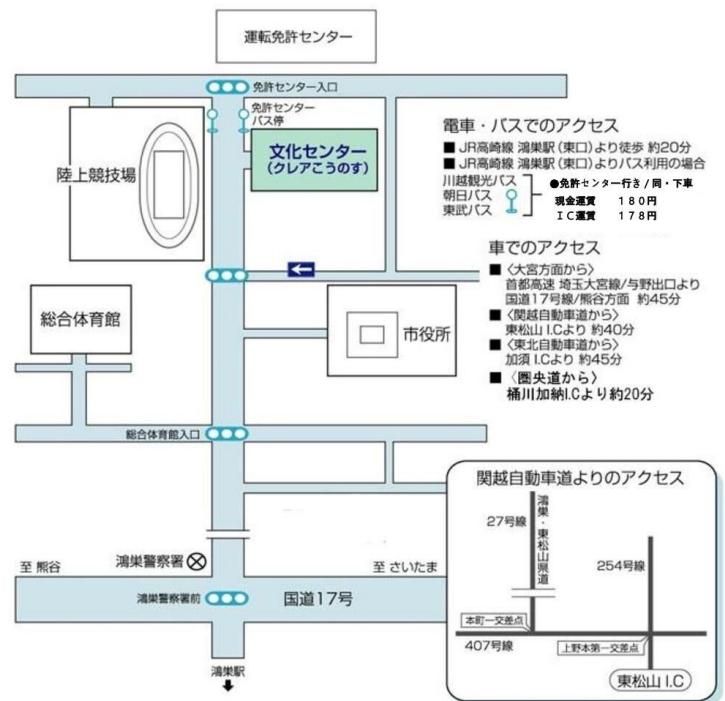 運転免許センター
免許センター入口
免許センター
バス停
文化センター
(クレアこうのす)
陸上競技場
総合体育館
市役所
総合体育館入口
至 熊谷
鴻巣警察署
至 さいたま
鴻巣警察署前
国道17号
鴻巣駅
電車・バスでのアクセス
■ JR高崎線 鴻巣駅(東口)より徒歩 約20分
■ JR高崎線 鴻巣駅(東口)よりバス利用の場合
川越観光バス
朝日バス
東武バス
●免許センター行き/同・下車
現金運賃 180円
IC運賃 178円
車でのアクセス
■ 〈大宮方面から〉
首都高速 埼玉大宮線/与野出口より
国道17号線/熊谷方面 約45分
■ 〈関越自動車道から〉
東松山 I.Cより 約40分
■ 〈東北自動車道から〉
加須 I.Cより 約45分
■ 〈圏央道から〉
桶川加納I.Cより約20分
関越自動車道よりのアクセス
27号線
鴻巣・東松山県道
254号線
本町一交差点
407号線
上野本第一交差点
東松山 I.C